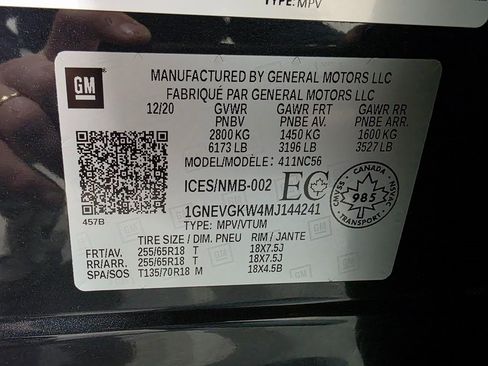 TYPE: MPV
GM
MANUFACTURED BY GENERAL MOTORS LLC
FABRIQUÉ PAR GENERAL MOTORS LLC
12/20 GVWR GAWR FRT GAWR RR
PNBV PNBE AV. PNBE ARR.
2800 KG 1450 KG 1600 KG
6173 LB 3196 LB 3527 LB
MODEL/MODÈLE: 411NC56
ICES/NMB-002 EC
CANADA
985
1GNEVGKW4MJ144241
457B TYPE: MPV/VTUM
TIRE SIZE / DIM. PNEU RIM / JANTE
FRT/AV. 255/65R18 T 18X7.5J
RR/ARR. 255/65R18 T 18X7.5J
SPA/SOS T135/70R18 M 18X4.5B